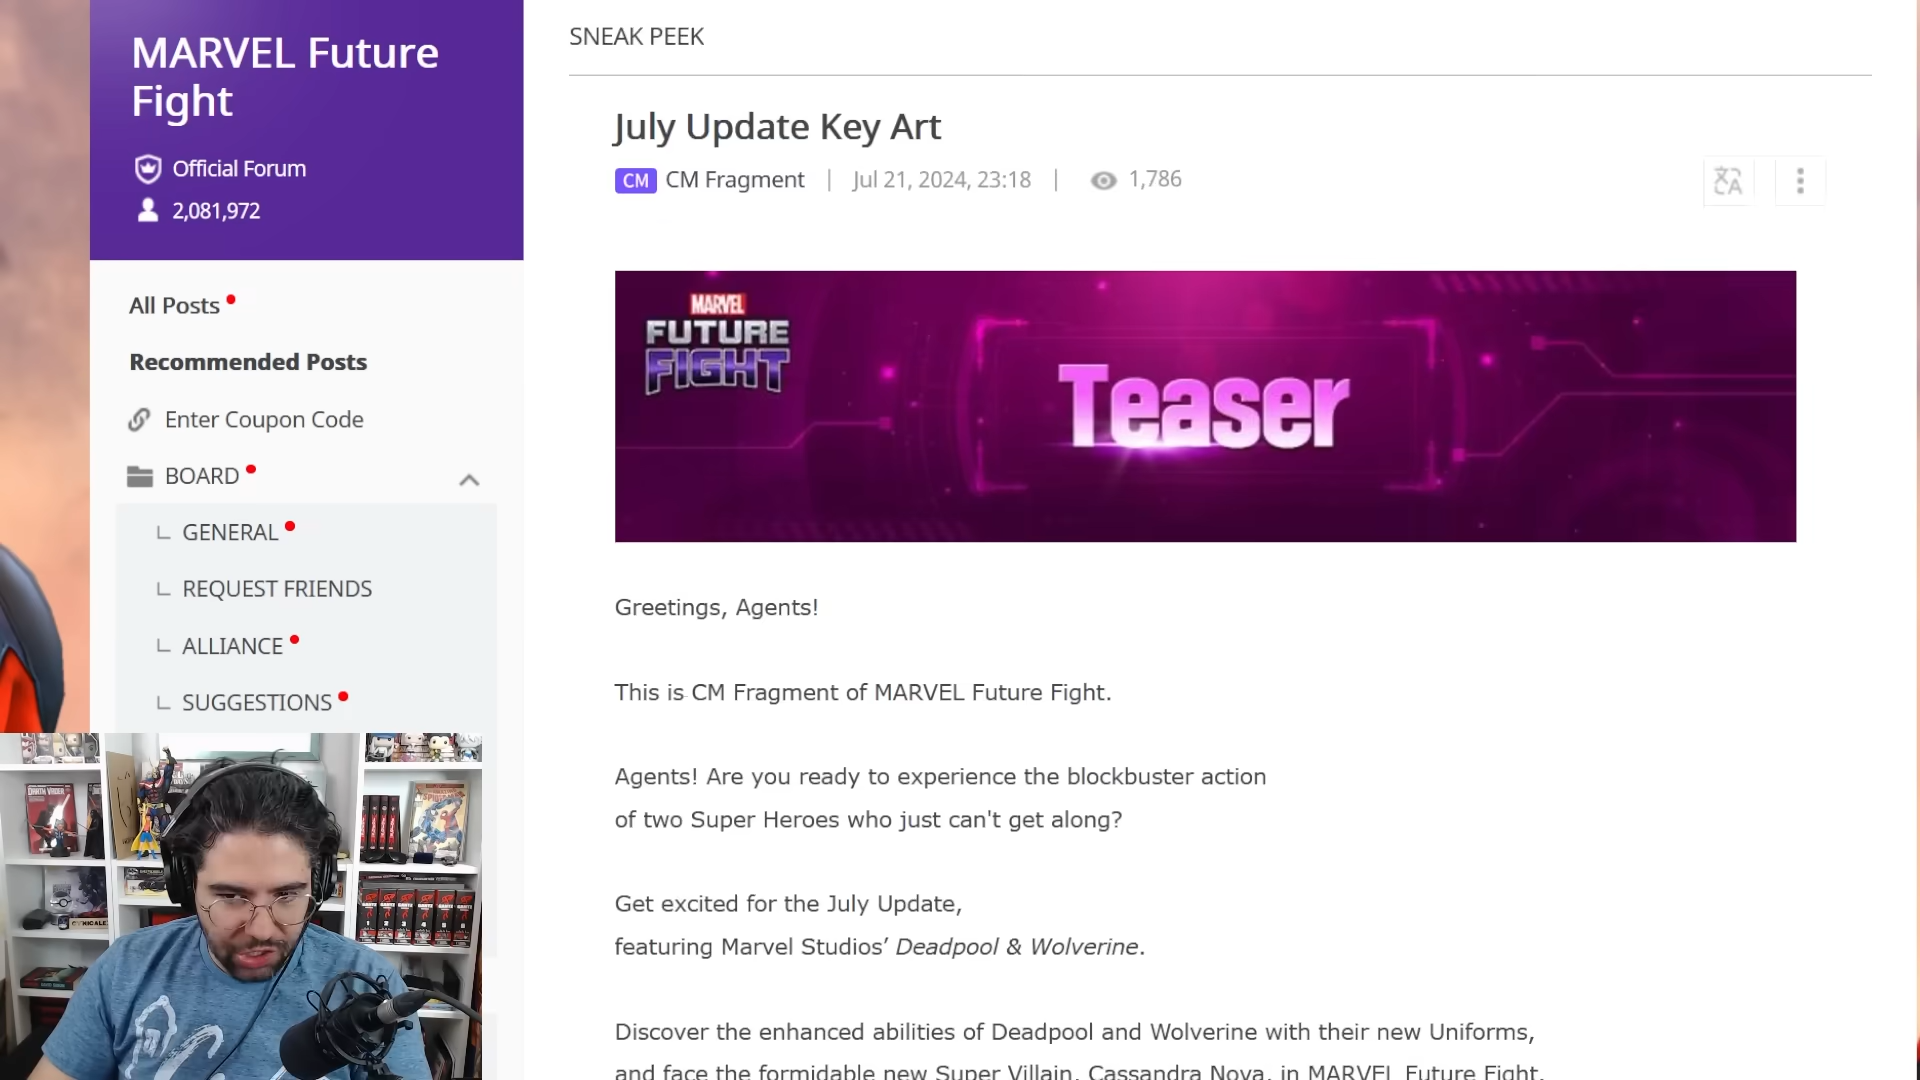 MARVEL Future
Fight
Official Forum
2,081,972
All Posts
Recommended Posts
Enter Coupon Code
BOARD
GENERAL
REQUEST FRIENDS
ALLIANCE
SUGGESTIONS
SNEAK PEEK
July Update Key Art
CM CM Fragment | Jul 21, 2024, 23:18 | 1,786
MARVEL
FUTURE
FIGHT
Teaser
Greetings, Agents!
This is CM Fragment of MARVEL Future Fight.
Agents! Are you ready to experience the blockbuster action
of two Super Heroes who just can't get along?
Get excited for the July Update,
featuring Marvel Studios’ Deadpool & Wolverine.
Discover the enhanced abilities of Deadpool and Wolverine with their new Uniforms,
and face the formidable new Super Villain, Cassandra Nova, in MARVEL Future Fight.
DARTH VADER